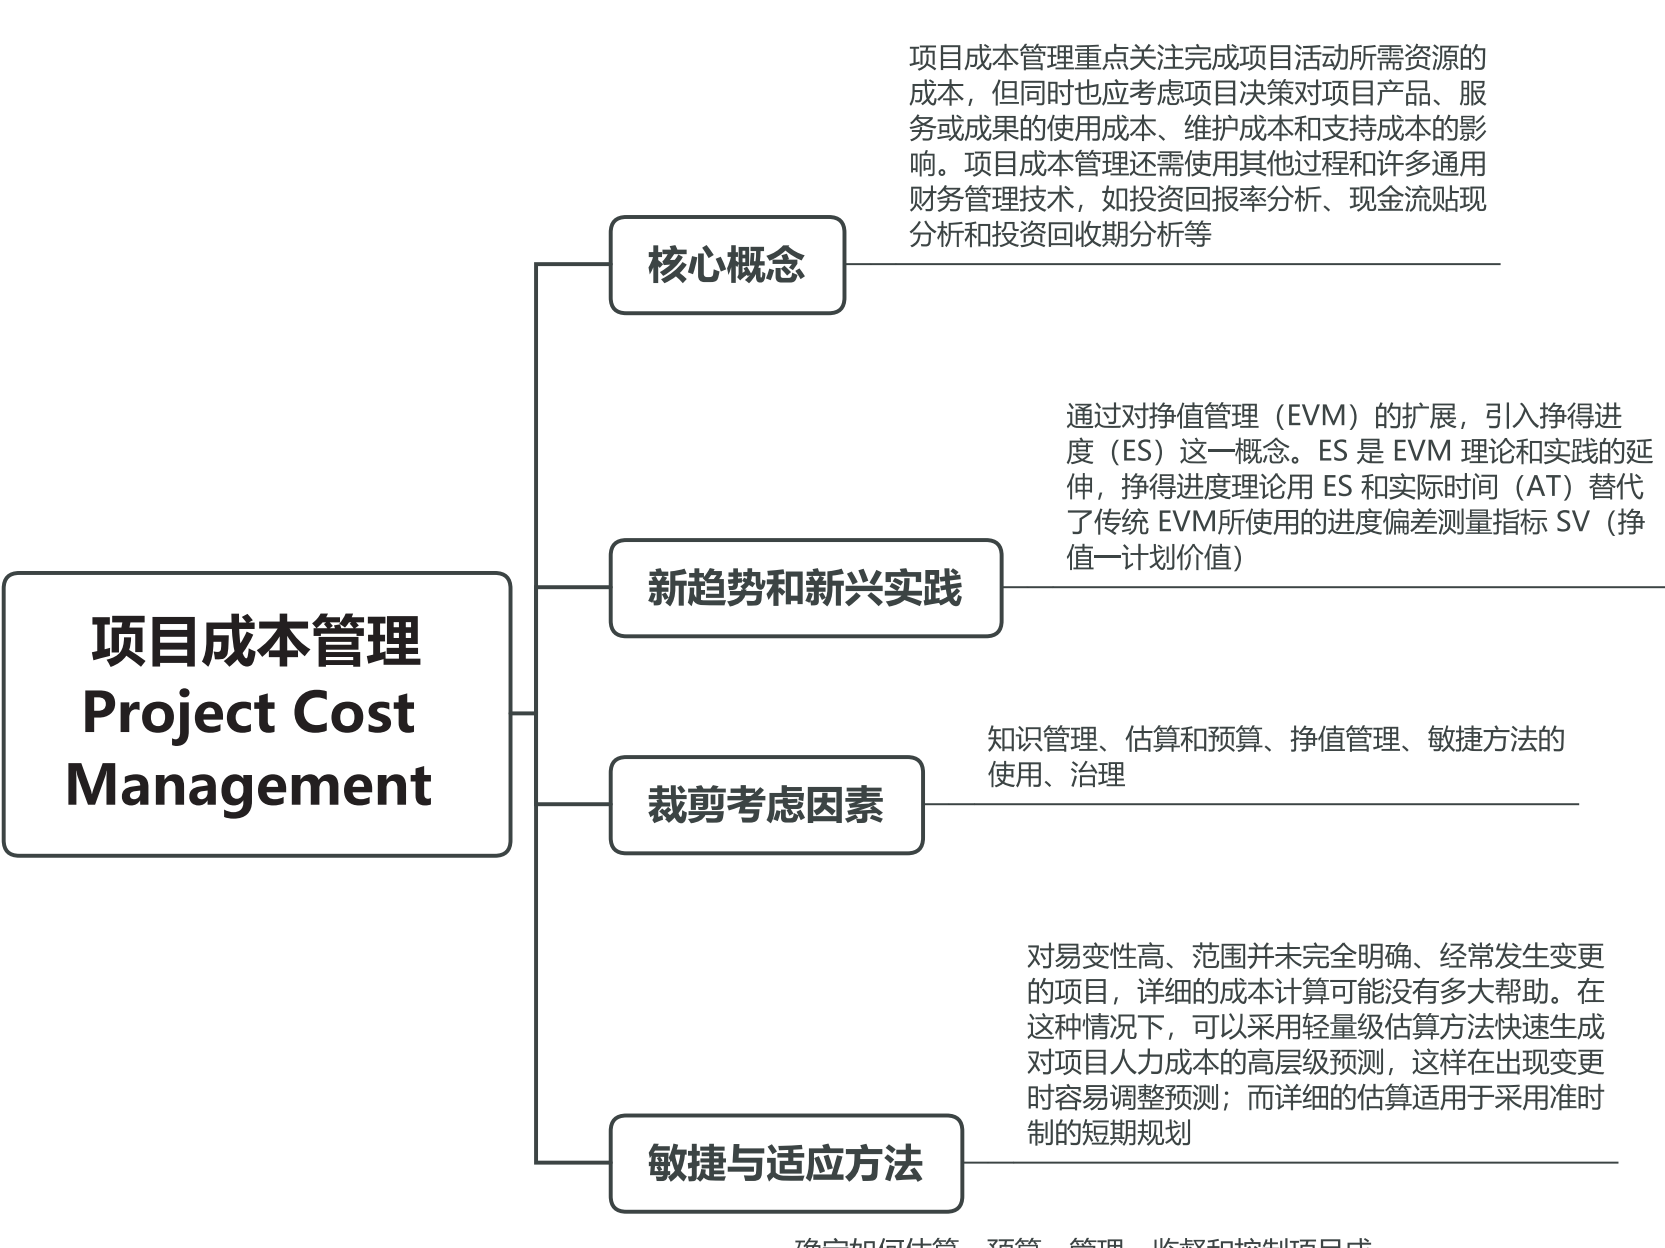 项目成本管理
Project Cost
Management
核心概念
项目成本管理重点关注完成项目活动所需资源的
成本，但同时也应考虑项目决策对项目产品、服
务或成果的使用成本、维护成本和支持成本的影
响。项目成本管理还需使用其他过程和许多通用
财务管理技术，如投资回报率分析、现金流贴现
分析和投资回收期分析等
新趋势和新兴实践
通过对挣值管理（EVM）的扩展，引入挣得进
度（ES）这一概念。ES 是 EVM 理论和实践的延
伸，挣得进度理论用 ES 和实际时间（AT）替代
了传统 EVM所使用的进度偏差测量指标 SV（挣
值—计划价值）
裁剪考虑因素
知识管理、估算和预算、挣值管理、敏捷方法的
使用、治理
敏捷与适应方法
对易变性高、范围并未完全明确、经常发生变更
的项目，详细的成本计算可能没有多大帮助。在
这种情况下，可以采用轻量级估算方法快速生成
对项目人力成本的高层级预测，这样在出现变更
时容易调整预测；而详细的估算适用于采用准时
制的短期规划
确定如何估算、预算、管理、监督和控制项目成